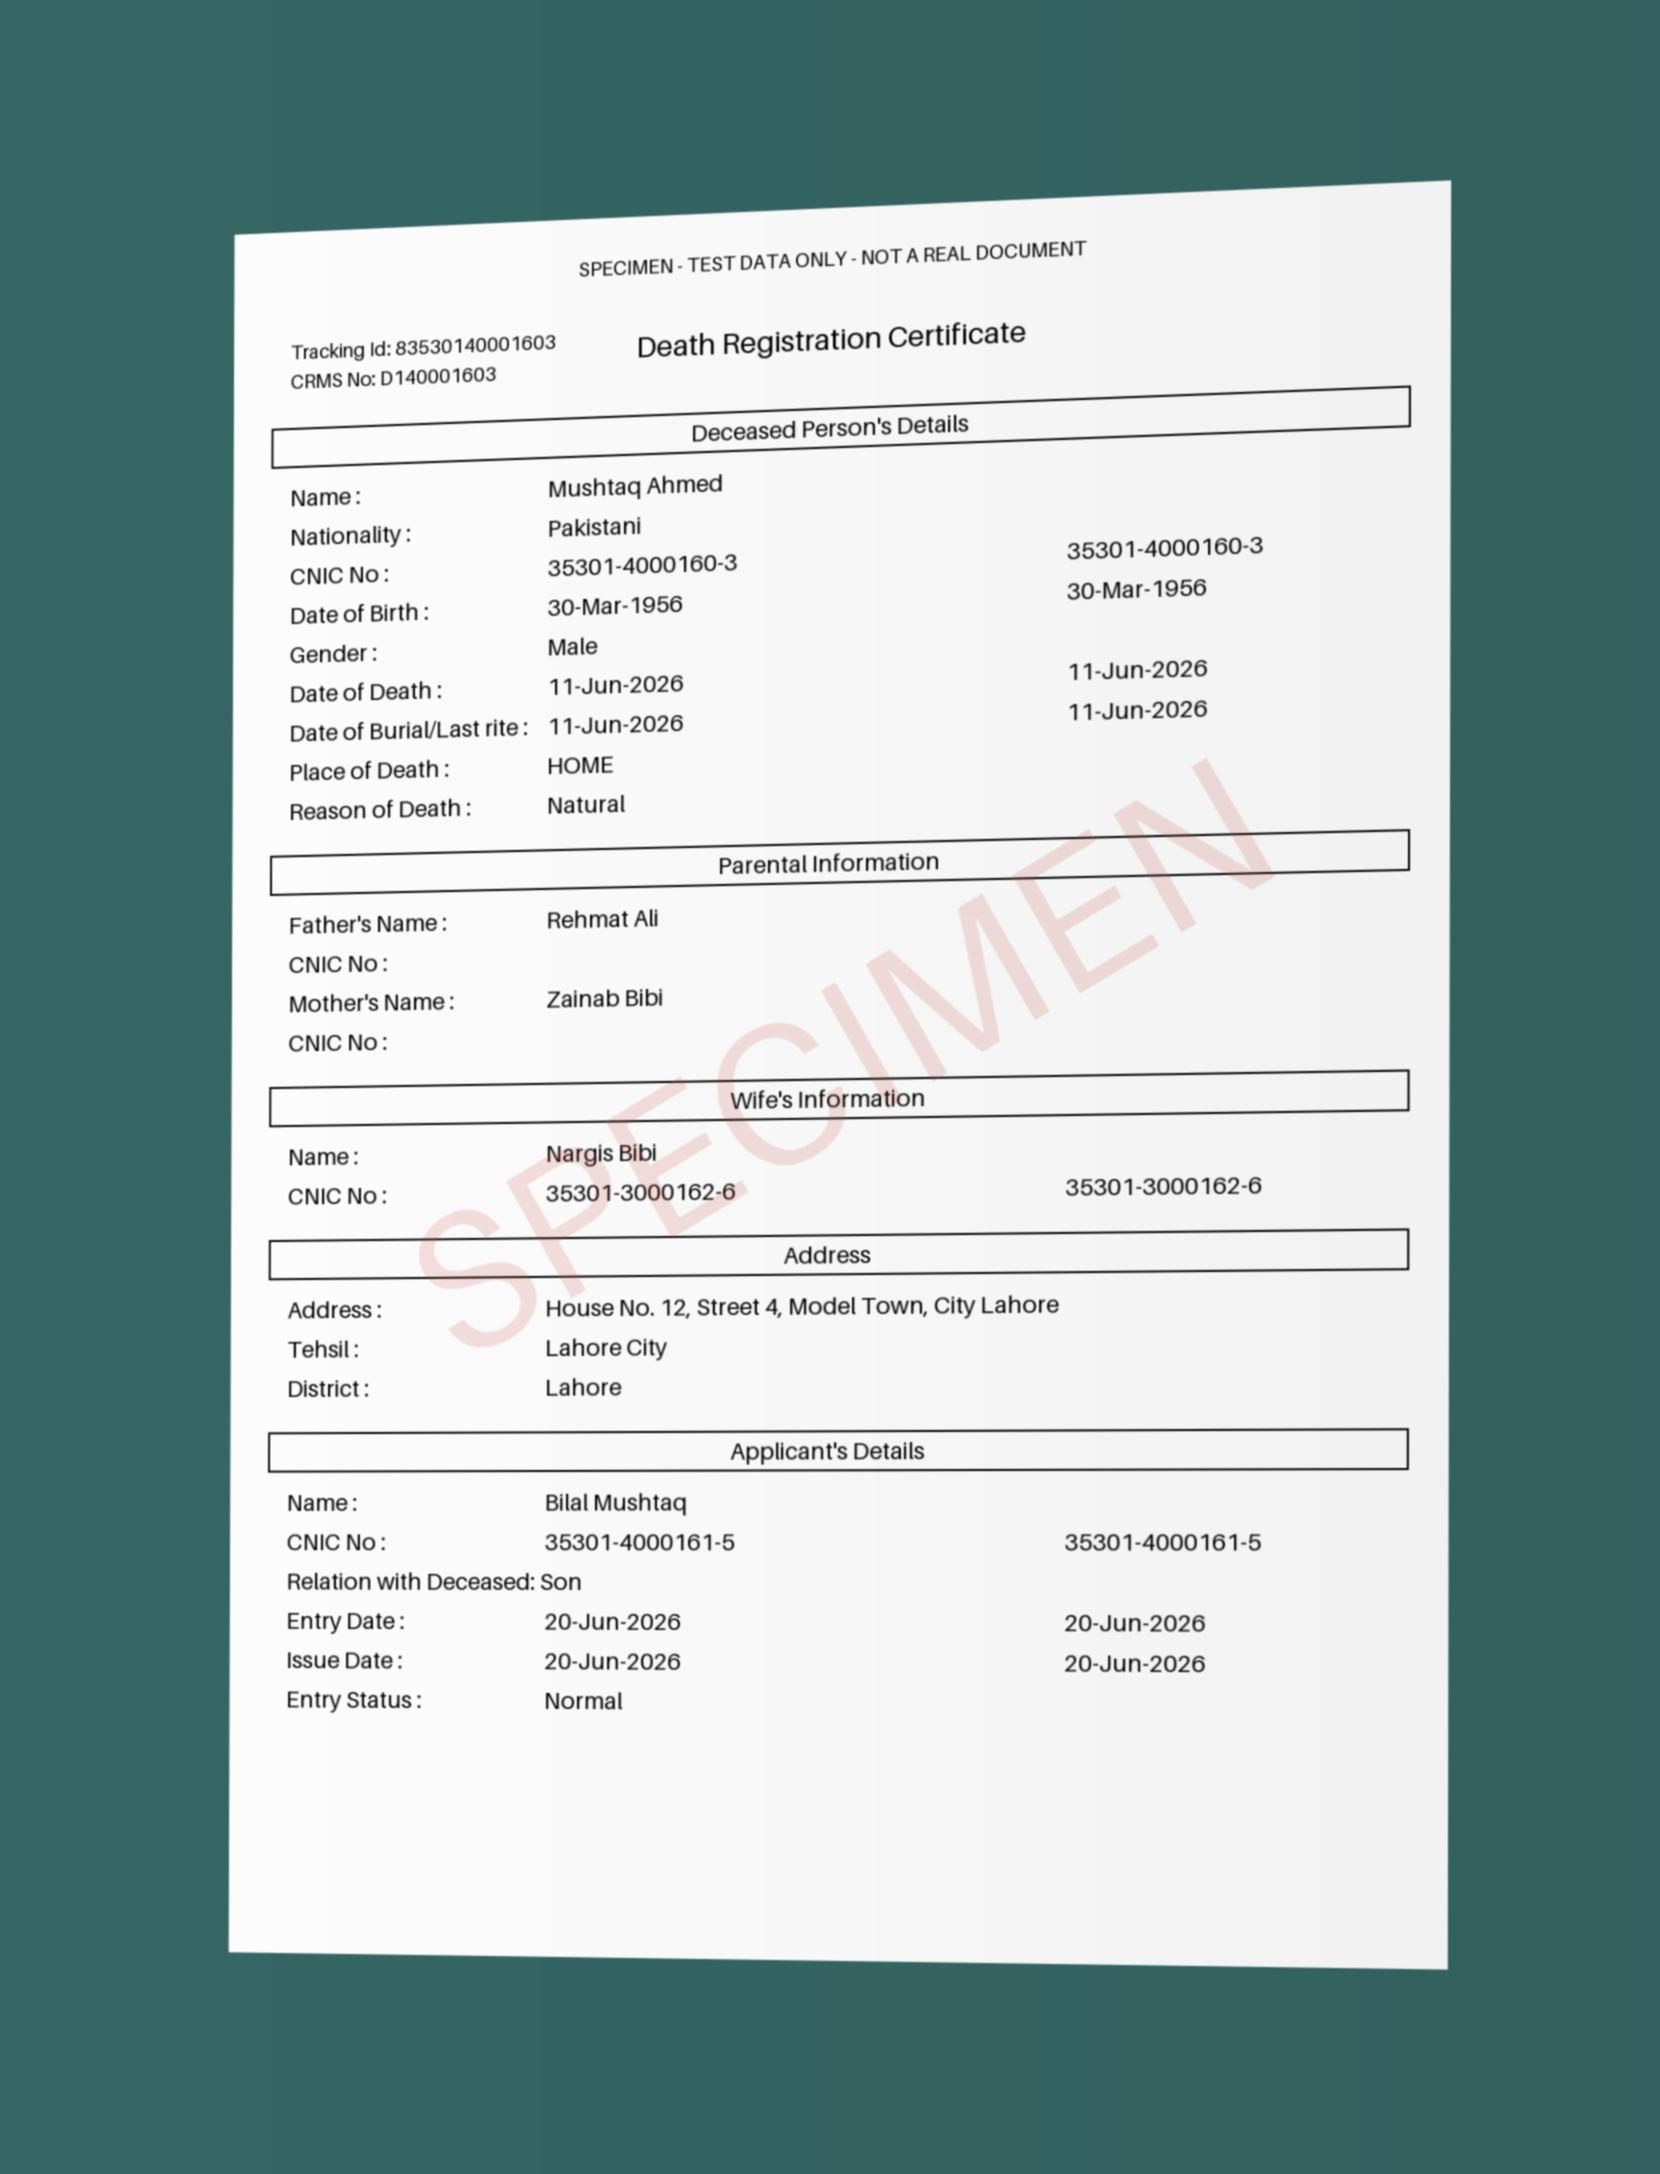 SPECIMEN - TEST DATA ONLY - NOT A REAL DOCUMENT
Tracking Id: 83530140001603
Death Registration Certificate
CRMS No: D140001603
Deceased Person's Details
Name : Mushtaq Ahmed
Nationality : Pakistani
CNIC No : 35301-4000160-3 35301-4000160-3
Date of Birth : 30-Mar-1956 30-Mar-1956
Gender : Male
Date of Death : 11-Jun-2026 11-Jun-2026
Date of Burial/Last rite : 11-Jun-2026 11-Jun-2026
Place of Death : HOME
Reason of Death : Natural
Parental Information
Father's Name : Rehmat Ali
CNIC No :
Mother's Name : Zainab Bibi
CNIC No :
Wife's Information
Name : Nargis Bibi
CNIC No : 35301-3000162-6 35301-3000162-6
Address
Address : House No. 12, Street 4, Model Town, City Lahore
Tehsil : Lahore City
District : Lahore
Applicant's Details
Name : Bilal Mushtaq
CNIC No : 35301-4000161-5 35301-4000161-5
Relation with Deceased: Son
Entry Date : 20-Jun-2026 20-Jun-2026
Issue Date : 20-Jun-2026 20-Jun-2026
Entry Status : Normal
SPECIMEN